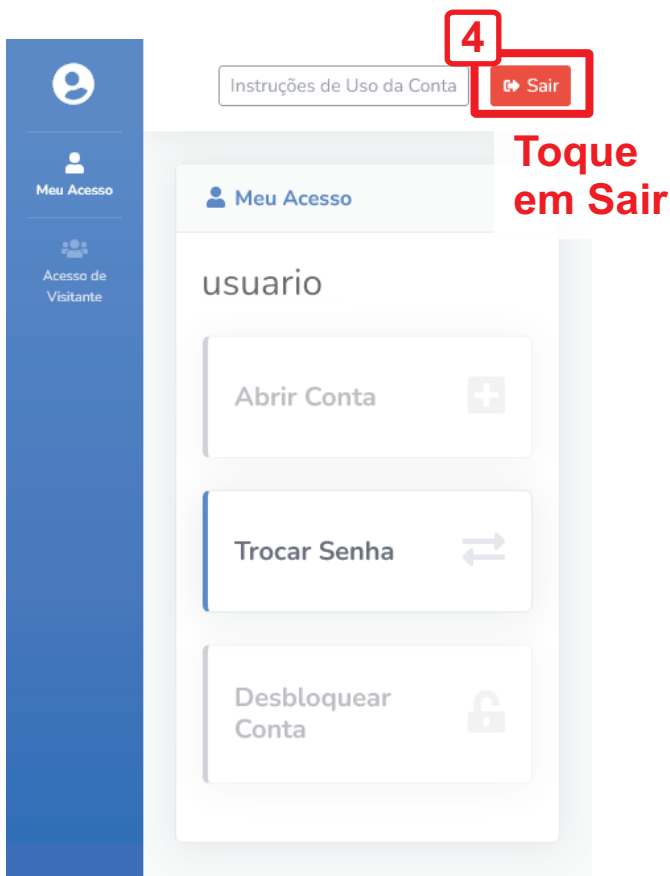 4
Instruções de Uso da Conta
Sair
Toque
em Sair
Meu Acesso
Acesso de
Visitante
Meu Acesso
usuario
Abrir Conta
Trocar Senha
Desbloquear
Conta